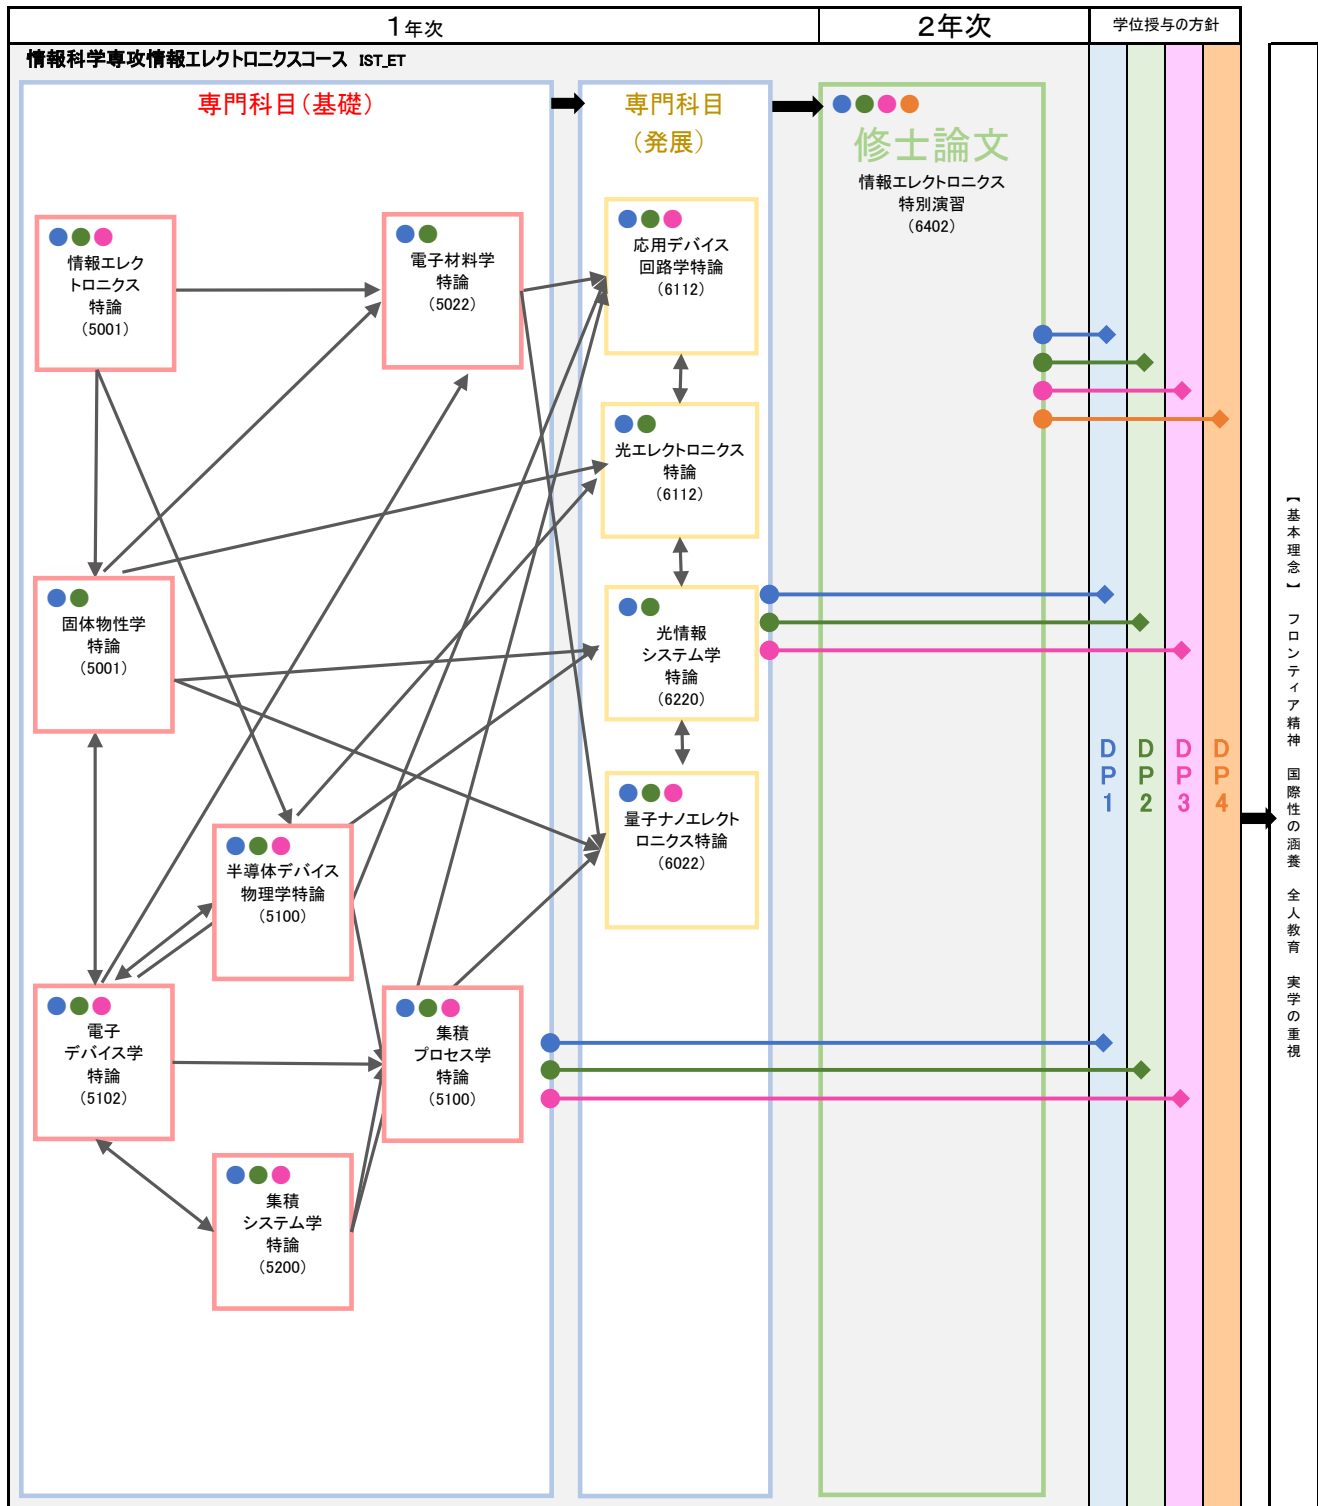 1年次
2年次
学位授与の方針
情報科学専攻情報エレクトロニクスコース IST_ET
専門科目(基礎)
専門科目
(発展)
修士論文
情報エレクトロニクス
特別演習
(6402)
情報エレク
トロニクス
特論
(5001)
電子材料学
特論
(5022)
応用デバイス
回路学特論
(6112)
光エレクトロニクス
特論
(6112)
固体物性学
特論
(5001)
光情報
システム学
特論
(6220)
半導体デバイス
物理学特論
(5100)
量子ナノエレクト
ロニクス特論
(6022)
電子
デバイス学
特論
(5102)
集積
プロセス学
特論
(5100)
集積
システム学
特論
(5200)
DP1
DP2
DP3
DP4
【基本理念】 フロンティア精神 国際性の涵養 全人教育 実学の重視